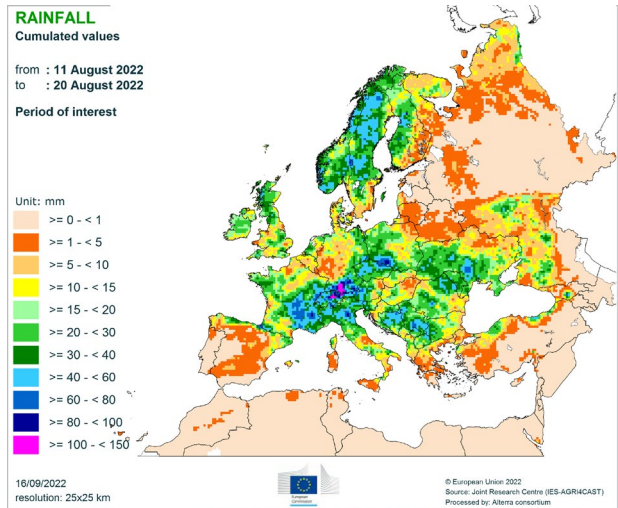 RAINFALL
Cumulated values
from : 11 August 2022
to : 20 August 2022
Period of interest
Unit: mm
>= 0 - < 1
>= 1 - < 5
>= 5 - < 10
>= 10 - < 15
>= 15 - < 20
>= 20 - < 30
>= 30 - < 40
>= 40 - < 60
>= 60 - < 80
>= 80 - < 100
>= 100 - < 150
16/09/2022
resolution: 25x25 km
European
Commission
© European Union 2022
Source: Joint Research Centre (IES-AGRI4CAST)
Processed by: Alterra consortium